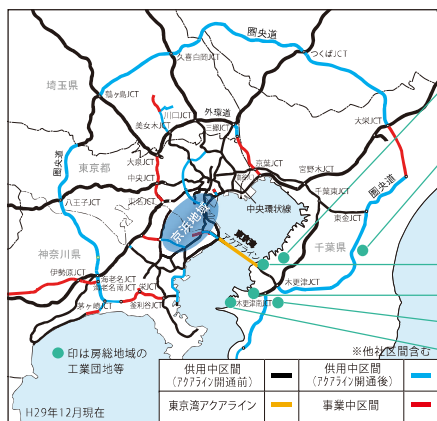 圏央道
つくばJCT
久喜白岡JCT
埼玉県
鶴ヶ島JCT
川口JCT
外環道
大栄JCT
美女木JCT
三郷JCT
圏央道
大泉JCT
京葉JCT
宮野木JCT
東京都
中央JCT
千葉東JCT
圏央道
八王子JCT
中央環状線
東金JCT
京浜地域
東京湾
アクアライン
千葉県
神奈川県
伊勢原JCT
海老名JCT
海老名南JCT
栄JCT
木更津JCT
茅ヶ崎JCT
釜利谷JCT
木更津南JCT
印は房総地域の
工業団地等
※他社区間含む
供用中区間
(アクアライン開通前)
供用中区間
(アクアライン開通後)
東京湾アクアライン
事業中区間
H29年12月現在